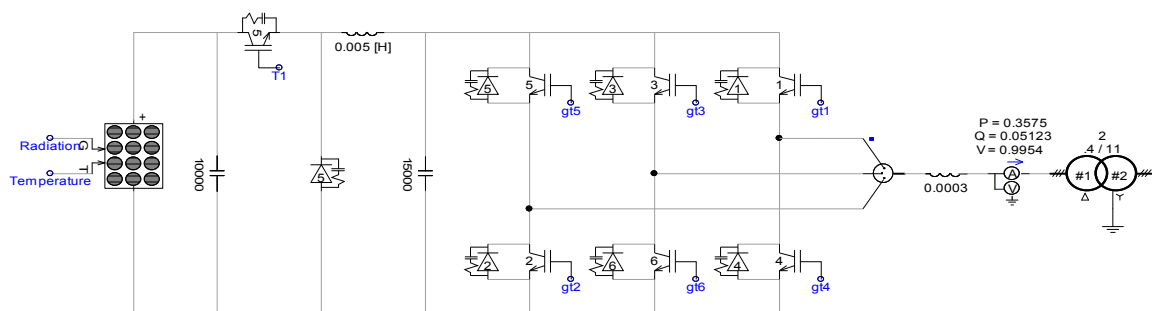 5
T1
0.005 [H]
+
Radiation
G
Temperature
T
10000
5
15000
5
5
gt5
3
3
gt3
1
1
gt1
P = 0.3575
Q = 0.05123
V = 0.9954
2
.4 / 11
A
V
#1
#2
Δ
Y
0.0003
2
2
gt2
6
6
gt6
4
4
gt4